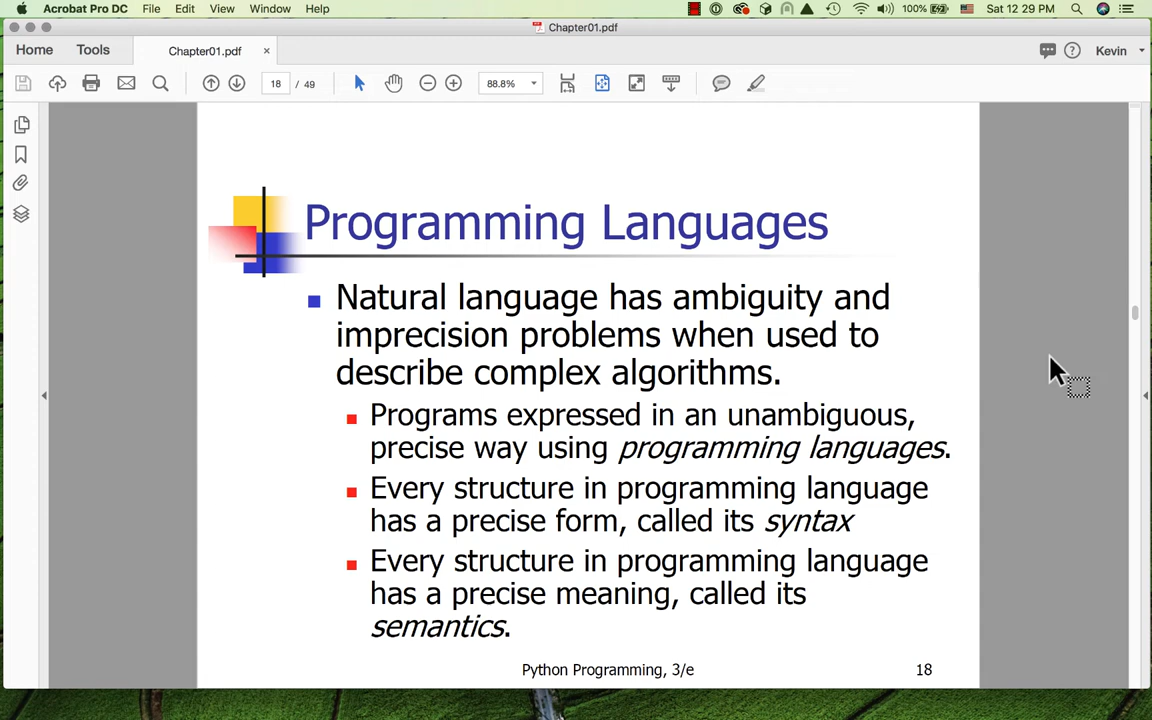 Acrobat Pro DC File Edit View Window Help 100% Sat 12 29 PM
Chapter01.pdf
Home Tools Chapter01.pdf × ? Kevin
18 / 49 88.8%
Programming Languages
Natural language has ambiguity and
imprecision problems when used to
describe complex algorithms.
Programs expressed in an unambiguous,
precise way using programming languages.
Every structure in programming language
has a precise form, called its syntax
Every structure in programming language
has a precise meaning, called its
semantics.
Python Programming, 3/e 18